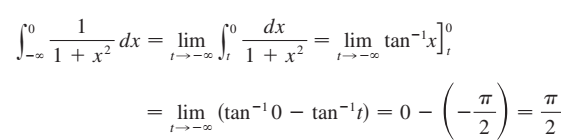 ∫_{-∞}^{0} 1/(1 + x²) dx = lim_{t→-∞} ∫_{t}^{0} dx/(1 + x²) = lim_{t→-∞} tan⁻¹x]_{t}^{0}
= lim_{t→-∞} (tan⁻¹0 − tan⁻¹t) = 0 − (−π/2) = π/2